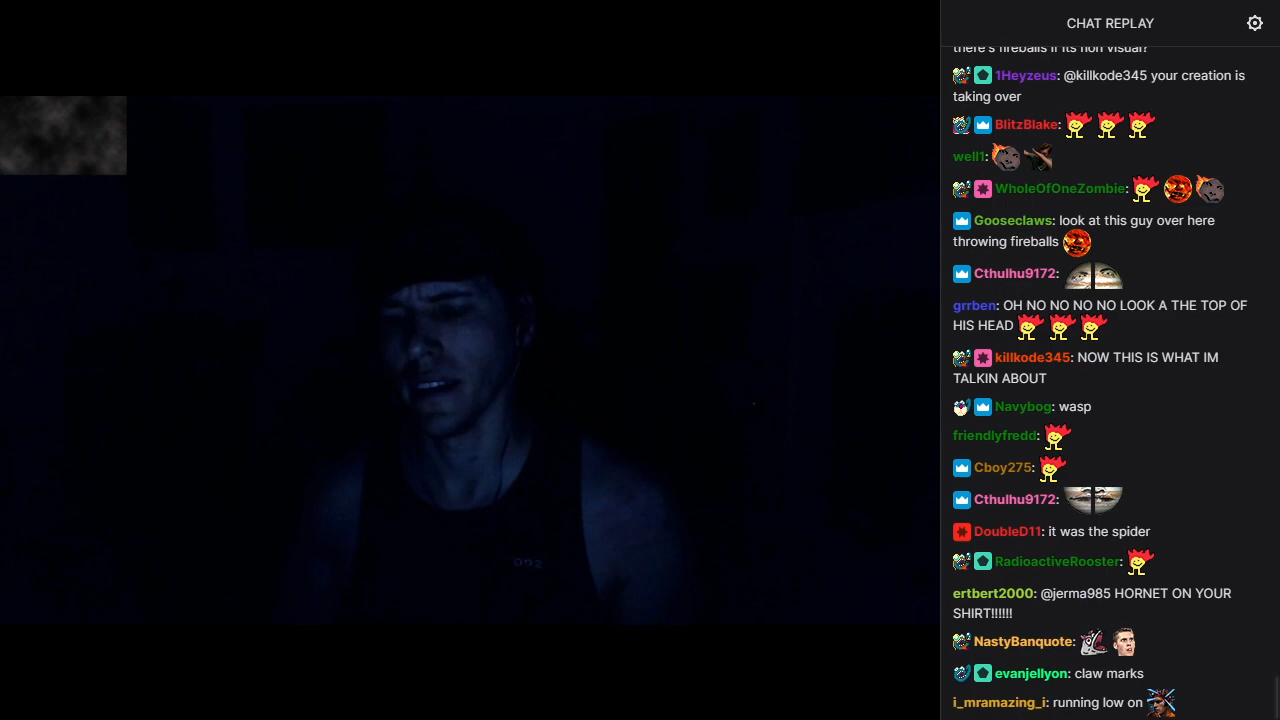 CHAT REPLAY
there's fireballs if its non visual?
1Heyzeus: @killkode345 your creation is
taking over
BlitzBlake:
well1:
WholeOfOneZombie:
Gooseclaws: look at this guy over here
throwing fireballs
Cthulhu9172:
grrben: OH NO NO NO NO LOOK A THE TOP OF
HIS HEAD
killkode345: NOW THIS IS WHAT IM
TALKIN ABOUT
Navybog: wasp
friendlyfredd:
Cboy275:
Cthulhu9172:
DoubleD11: it was the spider
RadioactiveRooster:
ertbert2000: @jerma985 HORNET ON YOUR
SHIRT!!!!!!
NastyBanquote:
evanjellyon: claw marks
i_mramazing_i: running low on
002